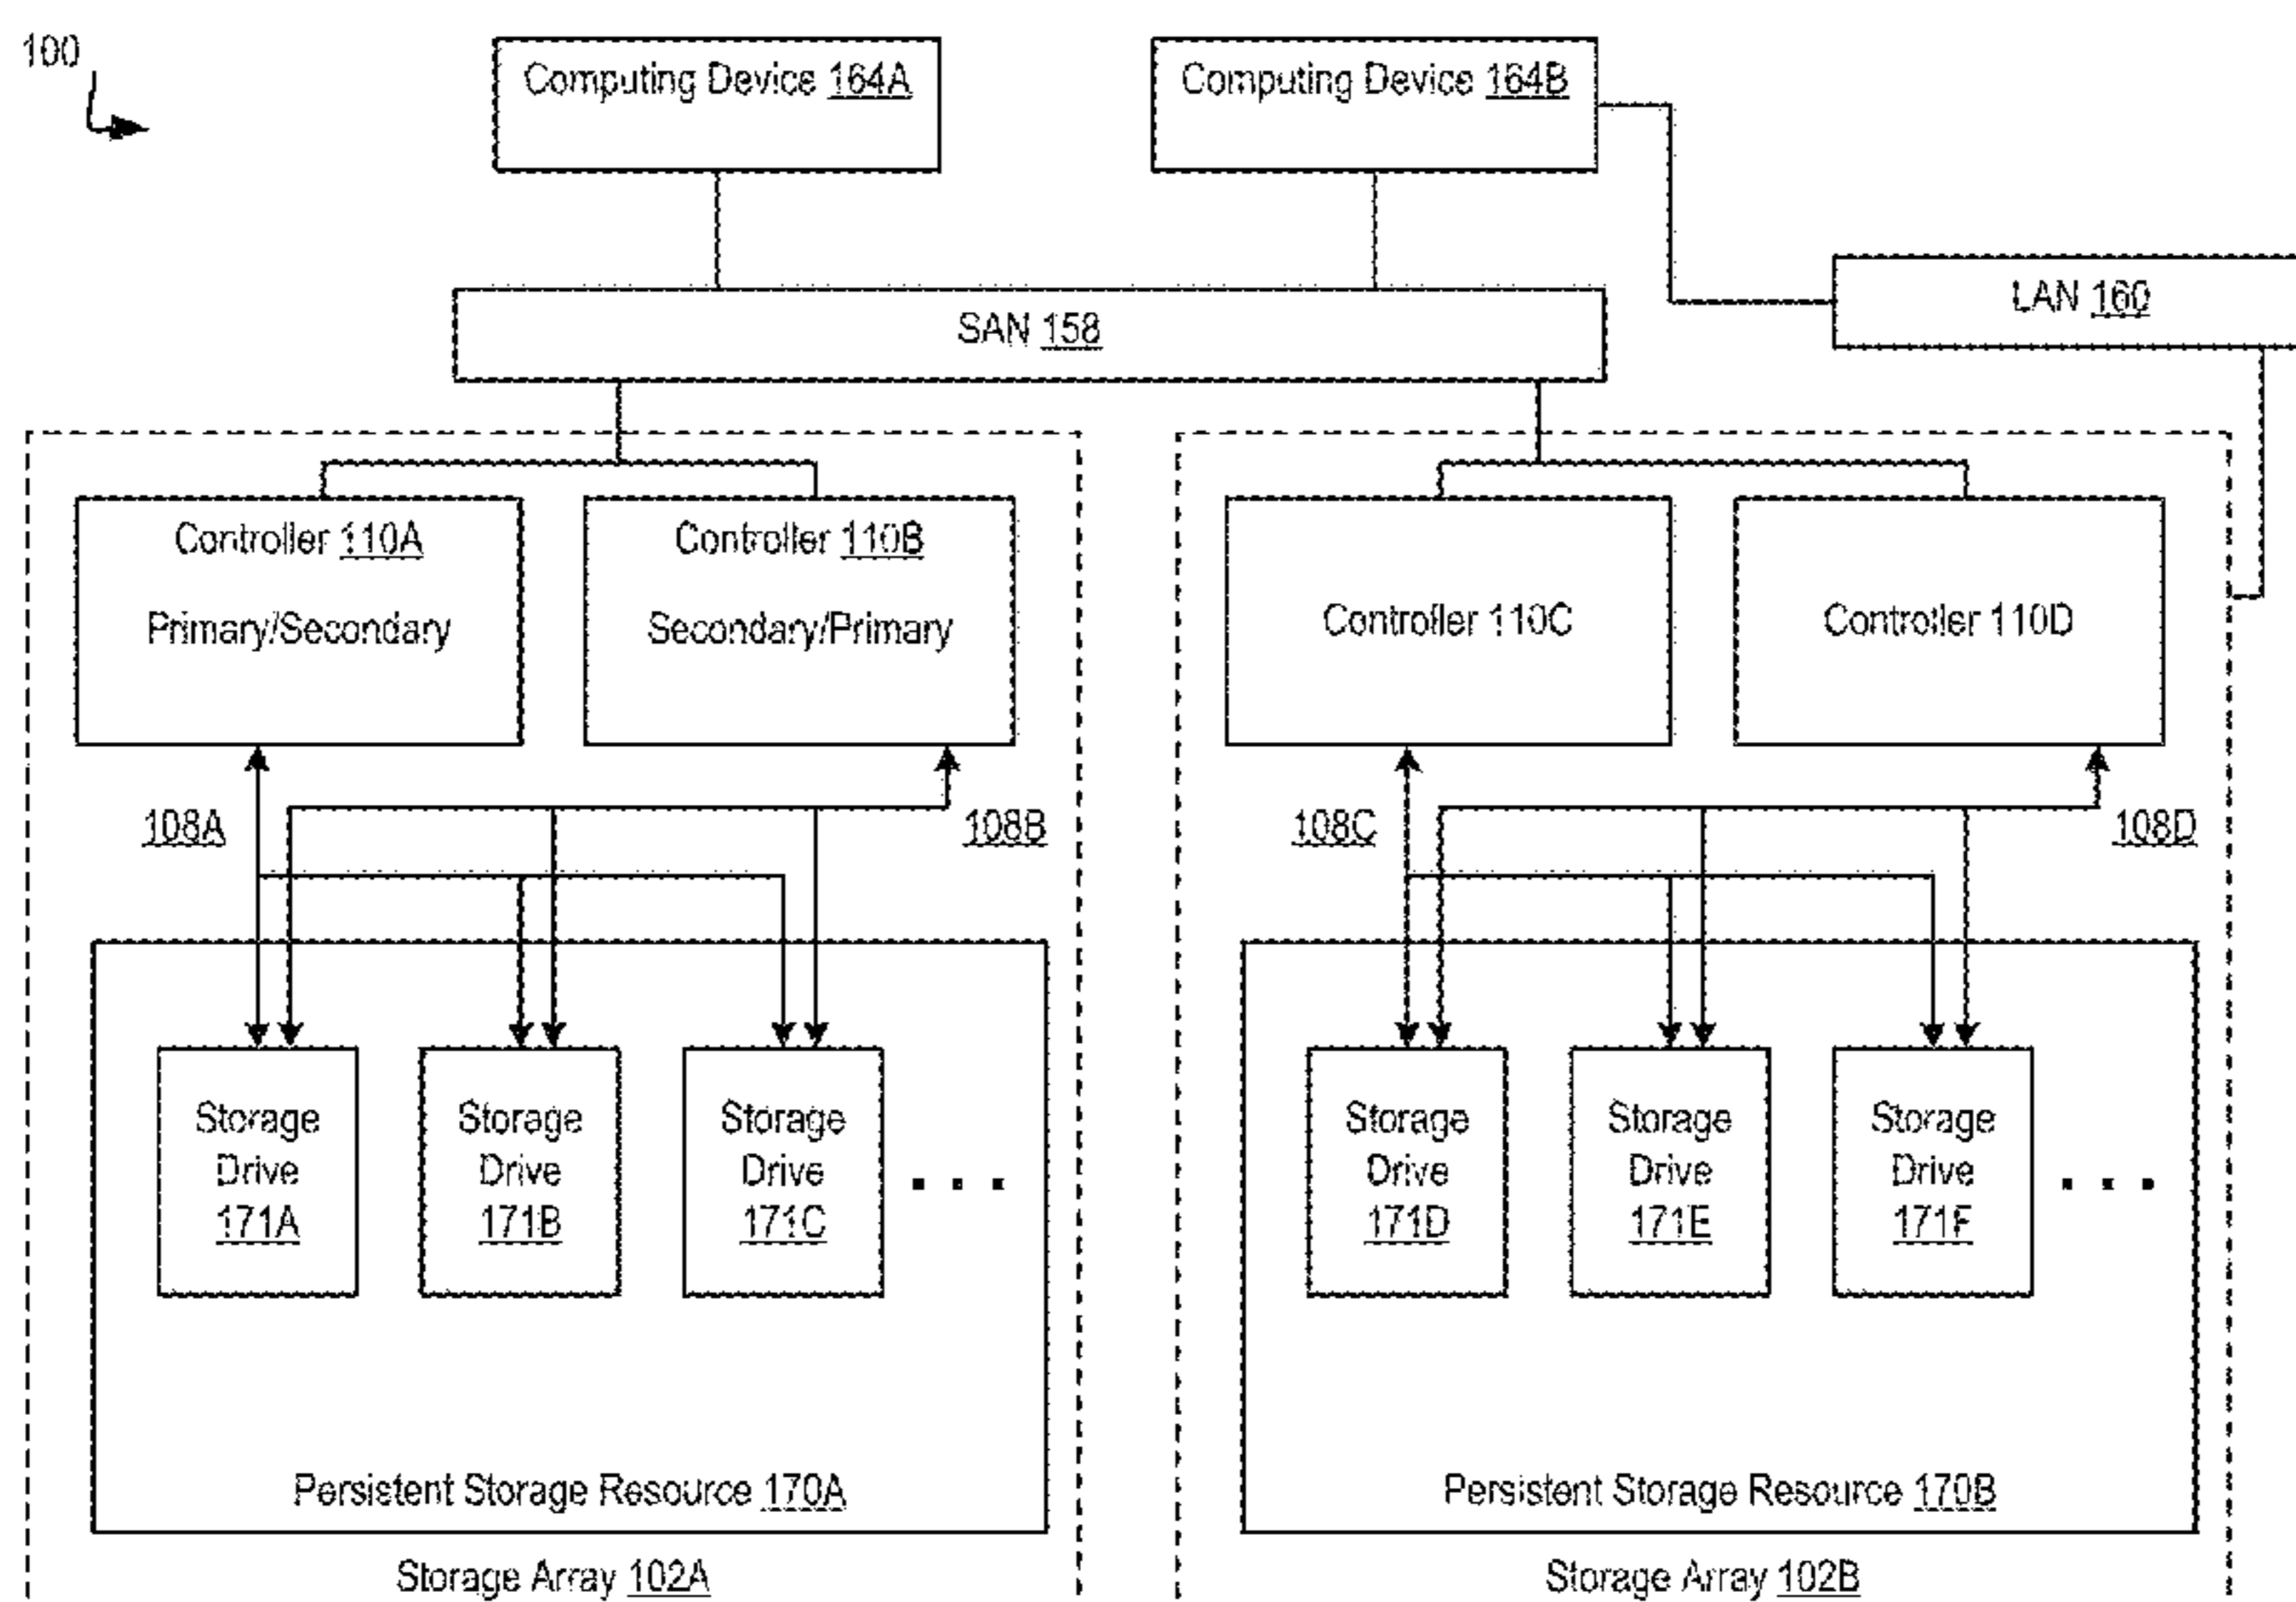 100
Computing Device 164A
Computing Device 164B
LAN 160
SAN 158
Controller 110A
Primary/Secondary
Controller 110B
Secondary/Primary
Controller 110C
Controller 110D
108A
108B
108C
108D
Storage
Drive
171A
Storage
Drive
171B
Storage
Drive
171C
. . .
Storage
Drive
171D
Storage
Drive
171E
Storage
Drive
171F
. . .
Persistent Storage Resource 170A
Persistent Storage Resource 170B
Storage Array 102A
Storage Array 102B